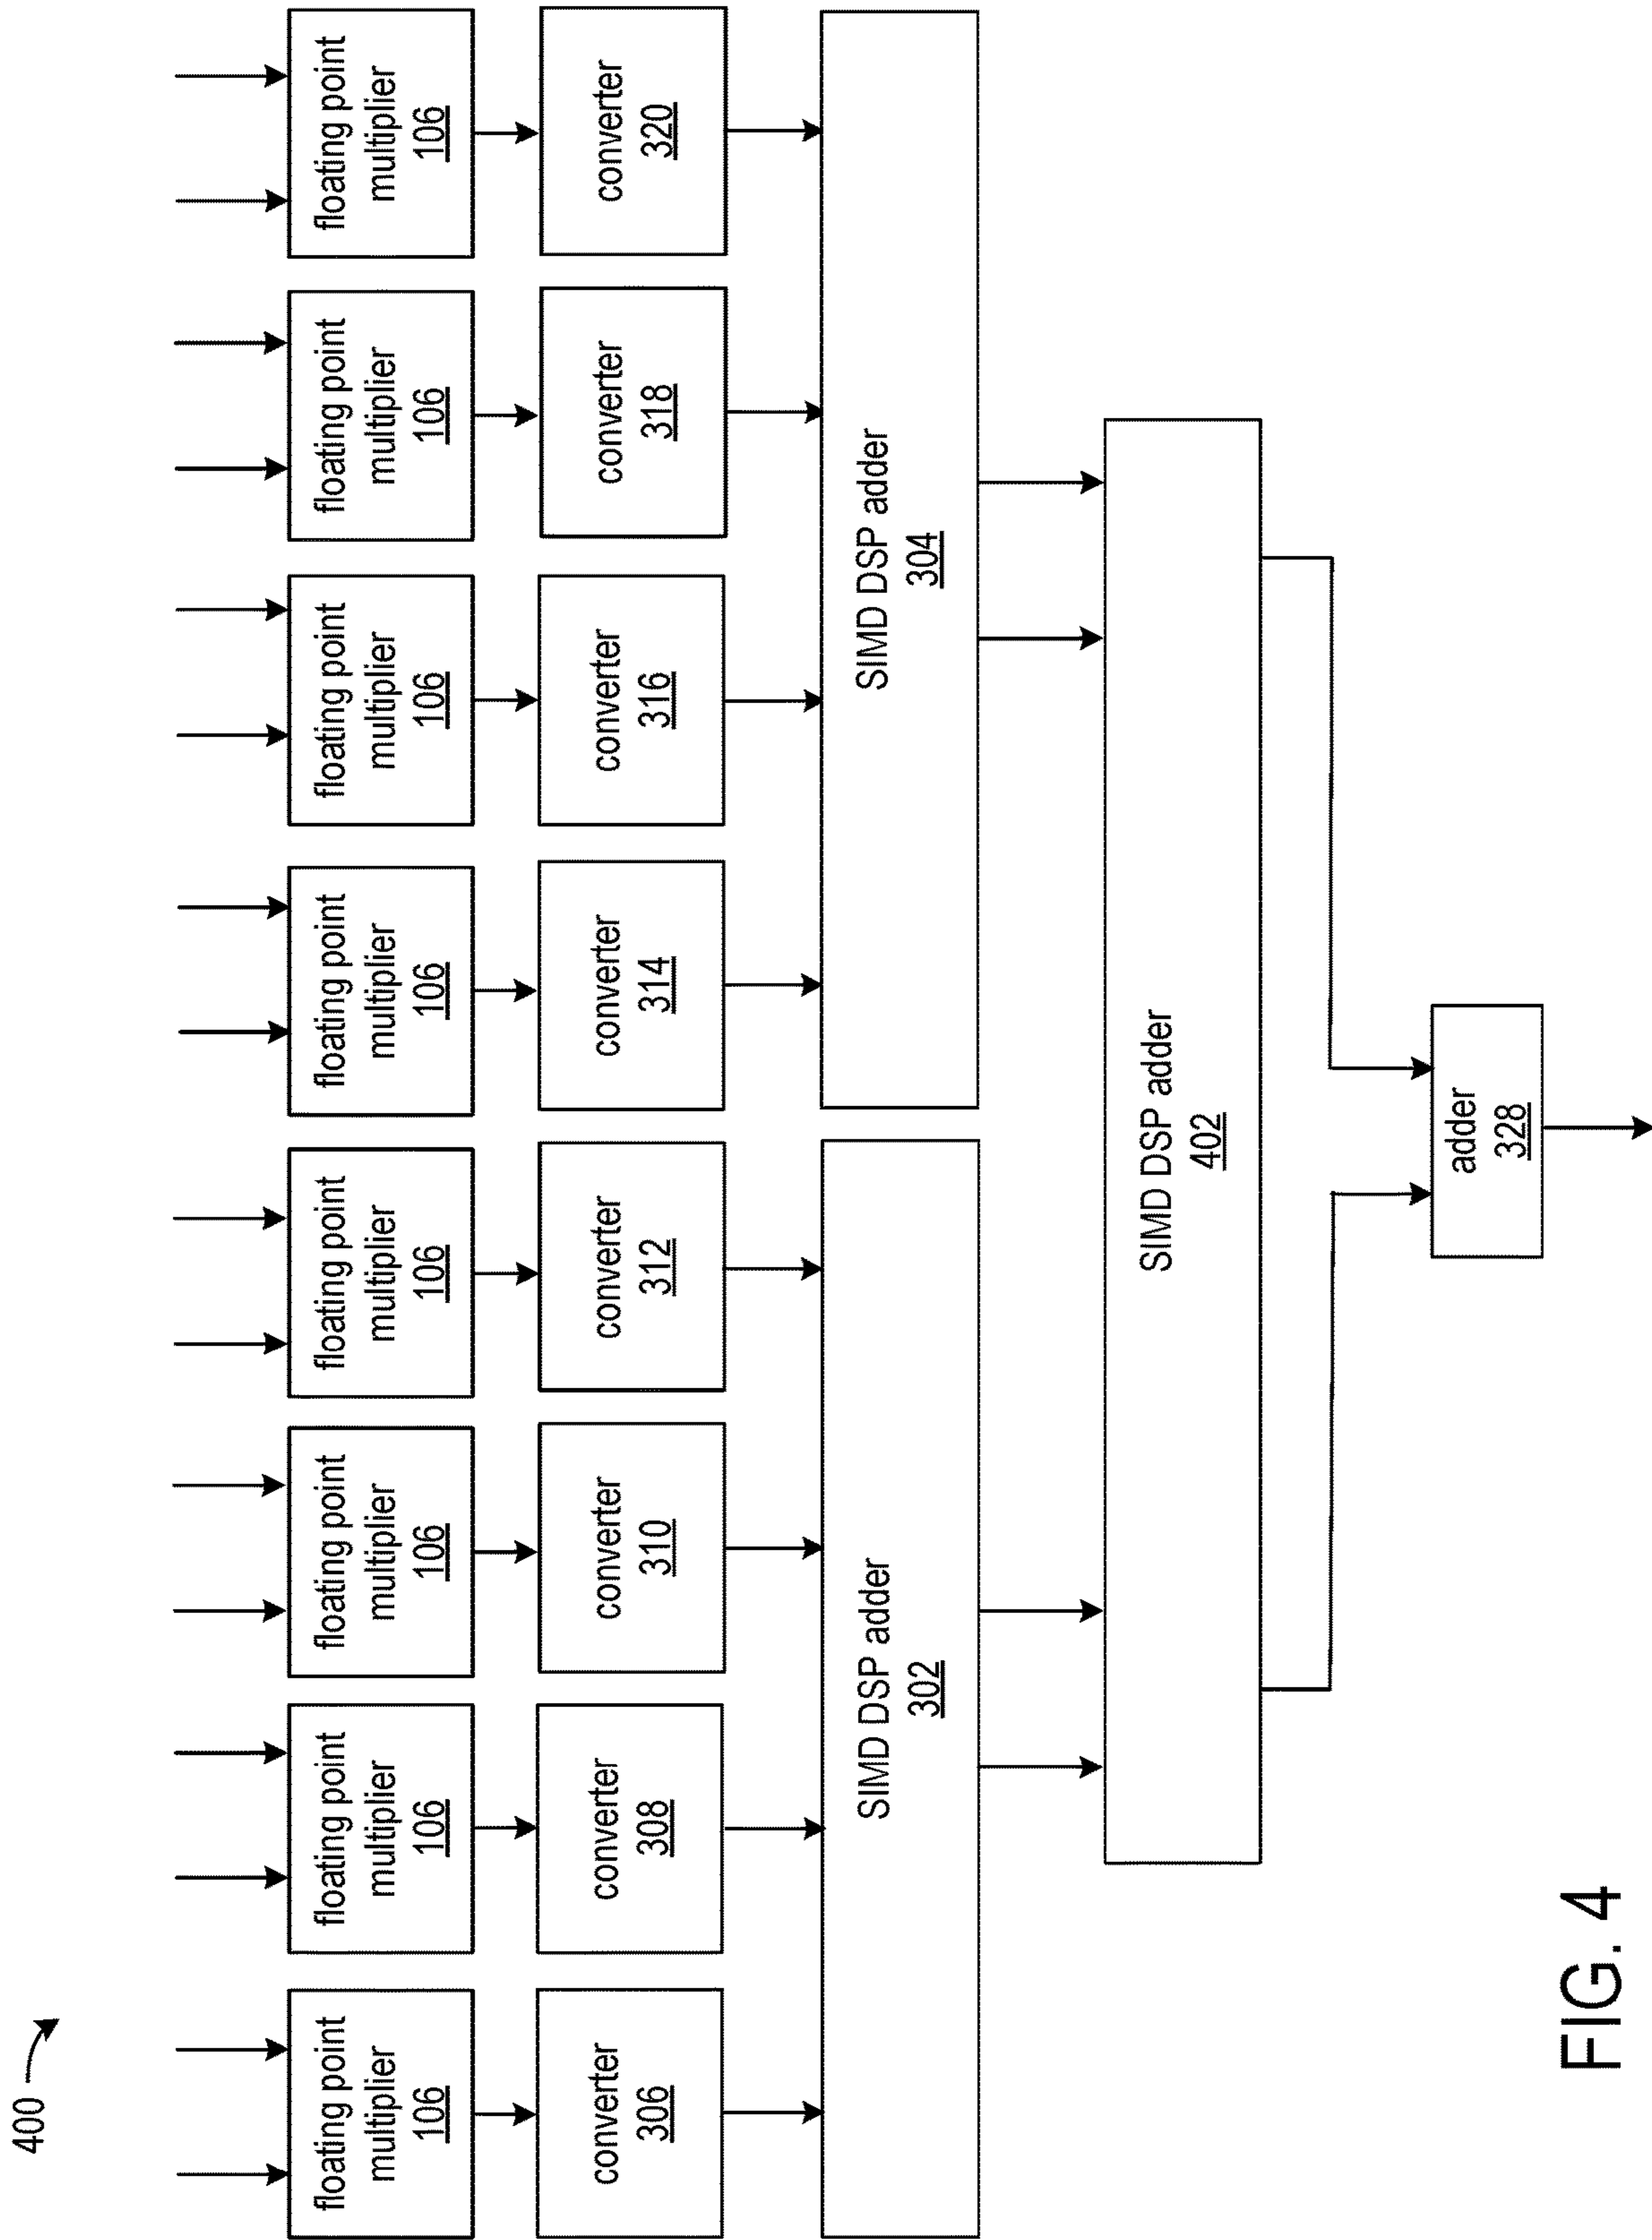 400
floating point
multiplier
106
floating point
multiplier
106
floating point
multiplier
106
floating point
multiplier
106
floating point
multiplier
106
floating point
multiplier
106
floating point
multiplier
106
floating point
multiplier
106
converter
306
converter
308
converter
310
converter
312
converter
314
converter
316
converter
318
converter
320
SIMD DSP adder
302
SIMD DSP adder
304
SIMD DSP adder
402
adder
328
FIG. 4